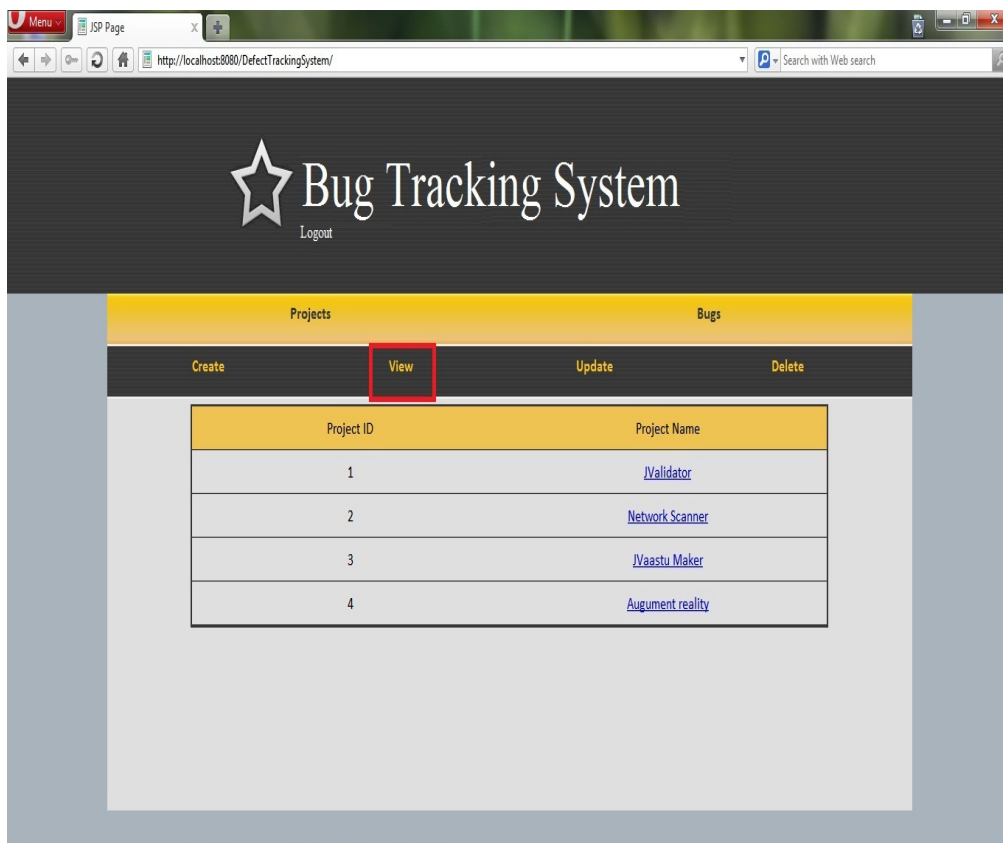 Menu
JSP Page
http://localhost:8080/DefectTrackingSystem/
Search with Web search
Bug Tracking System
Logout
Projects Bugs
Create View Update Delete
Project ID Project Name
1 JValidator
2 Network Scanner
3 JVaastu Maker
4 Augument reality